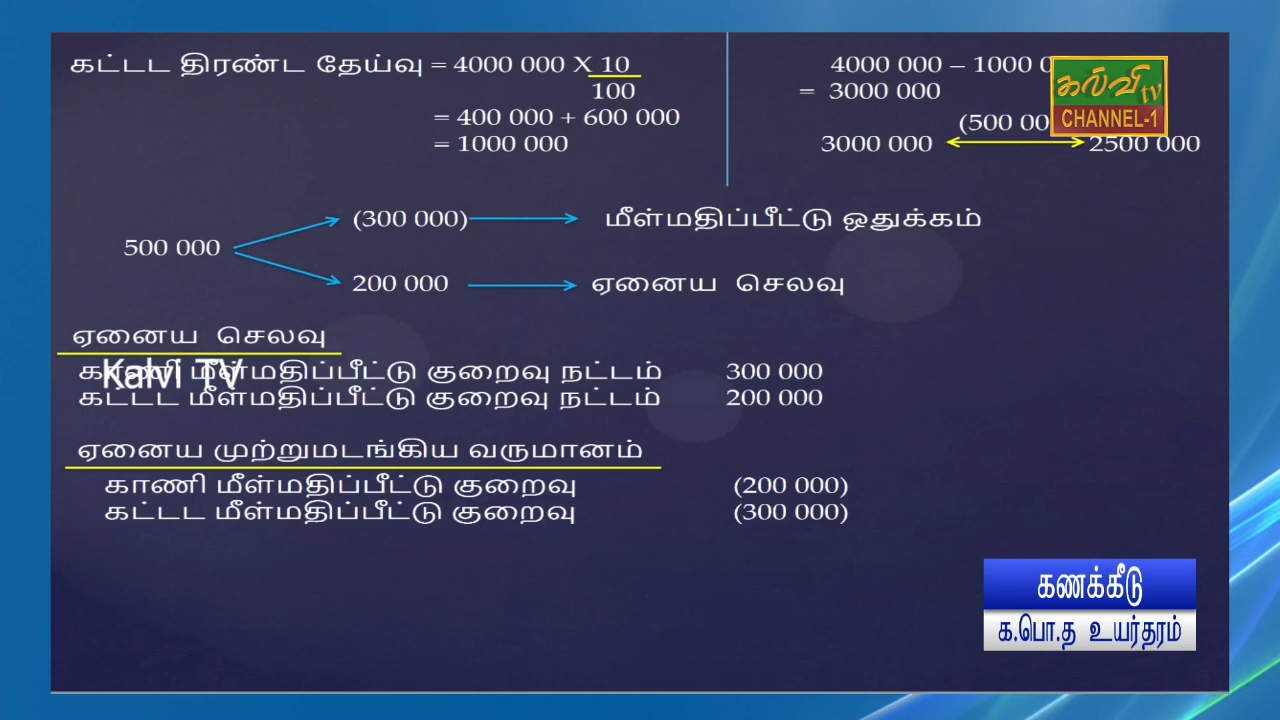 கட்டட திரண்ட தேய்வு = 4000 000 X 10
100
= 400 000 + 600 000
= 1000 000
4000 000 – 1000 0
= 3000 000
(500 00
3000 000 2500 000
கல்வி tv
CHANNEL-1
(300 000) மீள்மதிப்பீட்டு ஒதுக்கம்
500 000
200 000 ஏனைய செலவு
ஏனைய செலவு
Kalvi TV
காணி மீள்மதிப்பீட்டு குறைவு நட்டம் 300 000
கட்டட மீள்மதிப்பீட்டு குறைவு நட்டம் 200 000
ஏனைய முற்றுமடங்கிய வருமானம்
காணி மீள்மதிப்பீட்டு குறைவு (200 000)
கட்டட மீள்மதிப்பீட்டு குறைவு (300 000)
கணக்கீடு
க.பொ.த உயர்தரம்